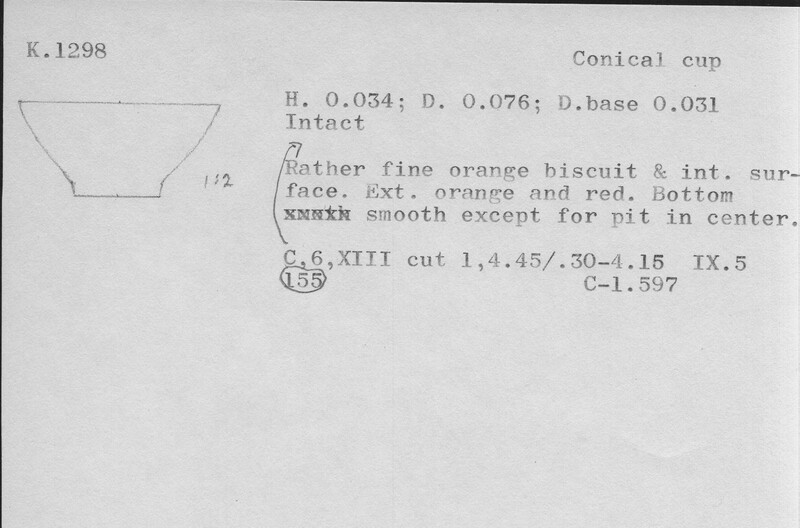 K.1298
Conical cup
H. 0.034; D. 0.076; D.base 0.031
Intact
Rather fine orange biscuit & int. sur-
face. Ext. orange and red. Bottom
smooth except for pit in center.
1:2
C,6,XIII cut 1,4.45/.30-4.15 IX.5
155 C-1.597